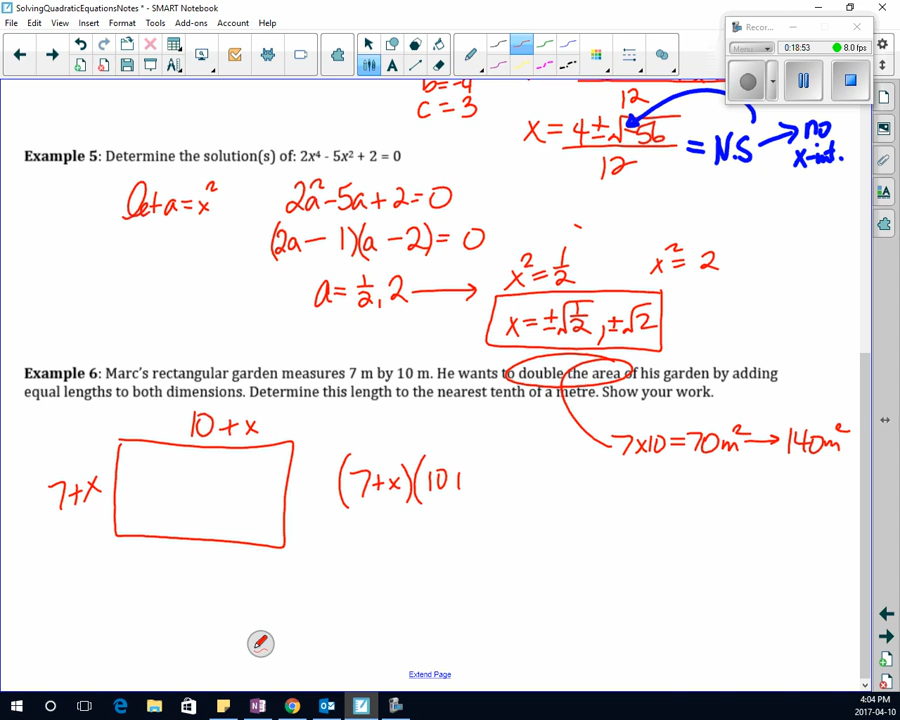 SolvingQuadraticEquationsNotes * - SMART Notebook
File Edit View Insert Format Tools Add-ons Account Help
Recor...
Menu
0:18:53
8.0 fps
b=-4
c = 3
12
x = 4±√-56
12
= N.S → no
x-int.
Example 5: Determine the solution(s) of: 2x⁴ - 5x² + 2 = 0
let a = x²
2a²-5a+2=0
(2a - 1)(a - 2) = 0
a = 1/2, 2 →
x² = 1/2
x² = 2
x = ±√1/2, ±√2
Example 6: Marc's rectangular garden measures 7 m by 10 m. He wants to double the area of his garden by adding
equal lengths to both dimensions. Determine this length to the nearest tenth of a metre. Show your work.
10 + x
7x10 = 70m² → 140m²
7+x
(7+x)(10 l
Extend Page
4:04 PM
2017-04-10